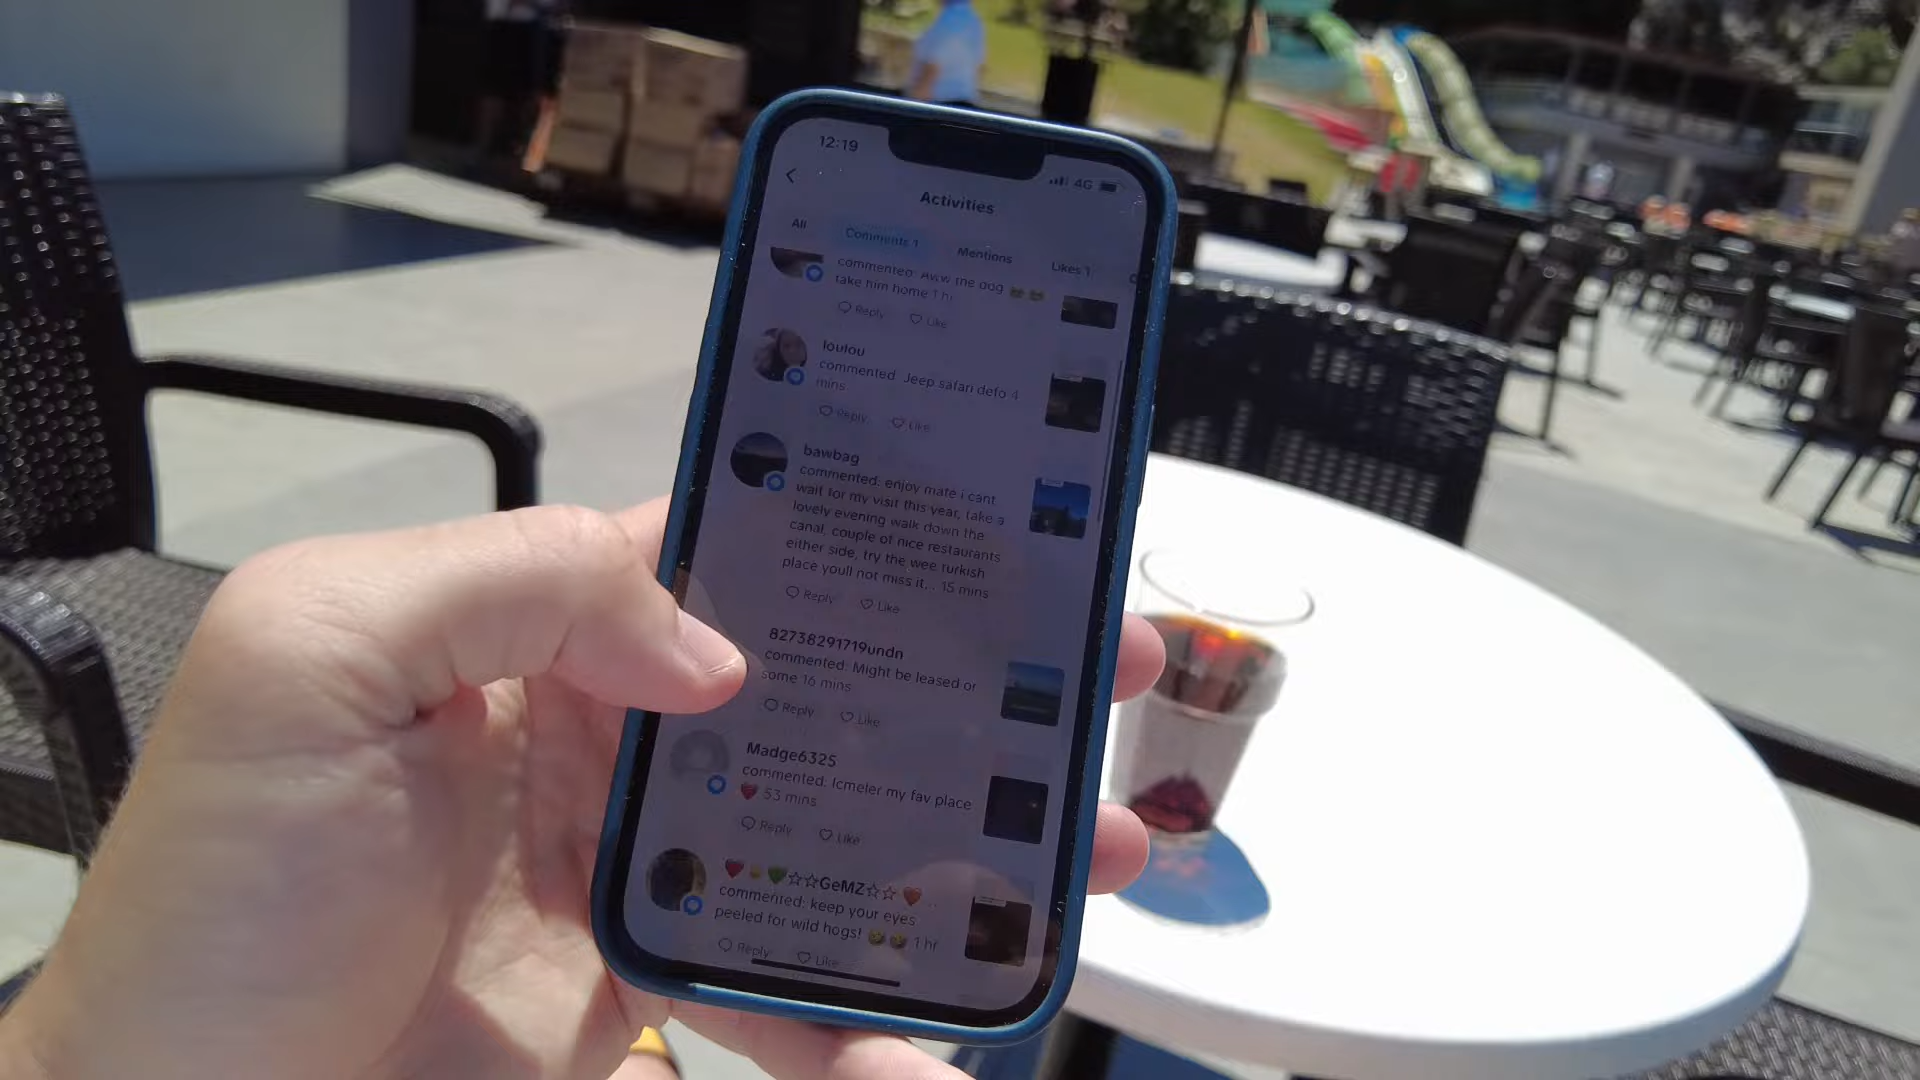 12:19
4G
Activities
All
Comments 1
Mentions
Likes 1
commented: Aww the dog
take him home 1 hr
Reply
Like
loulou
commented: Jeep safari defo 4
mins
Reply
Like
bawbag
commented: enjoy mate i cant
wait for my visit this year, take a
lovely evening walk down the
canal, couple of nice restaurants
either side, try the wee turkish
place youll not miss it... 15 mins
Reply
Like
82738291719undn
commented: Might be leased or
some 16 mins
Reply
Like
Madge6325
commented: Icmeler my fav place
❤️ 53 mins
Reply
Like
☆☆GeMZ☆☆
commented: keep your eyes
peeled for wild hogs! 🤣🤣 1 hr
Reply
Like